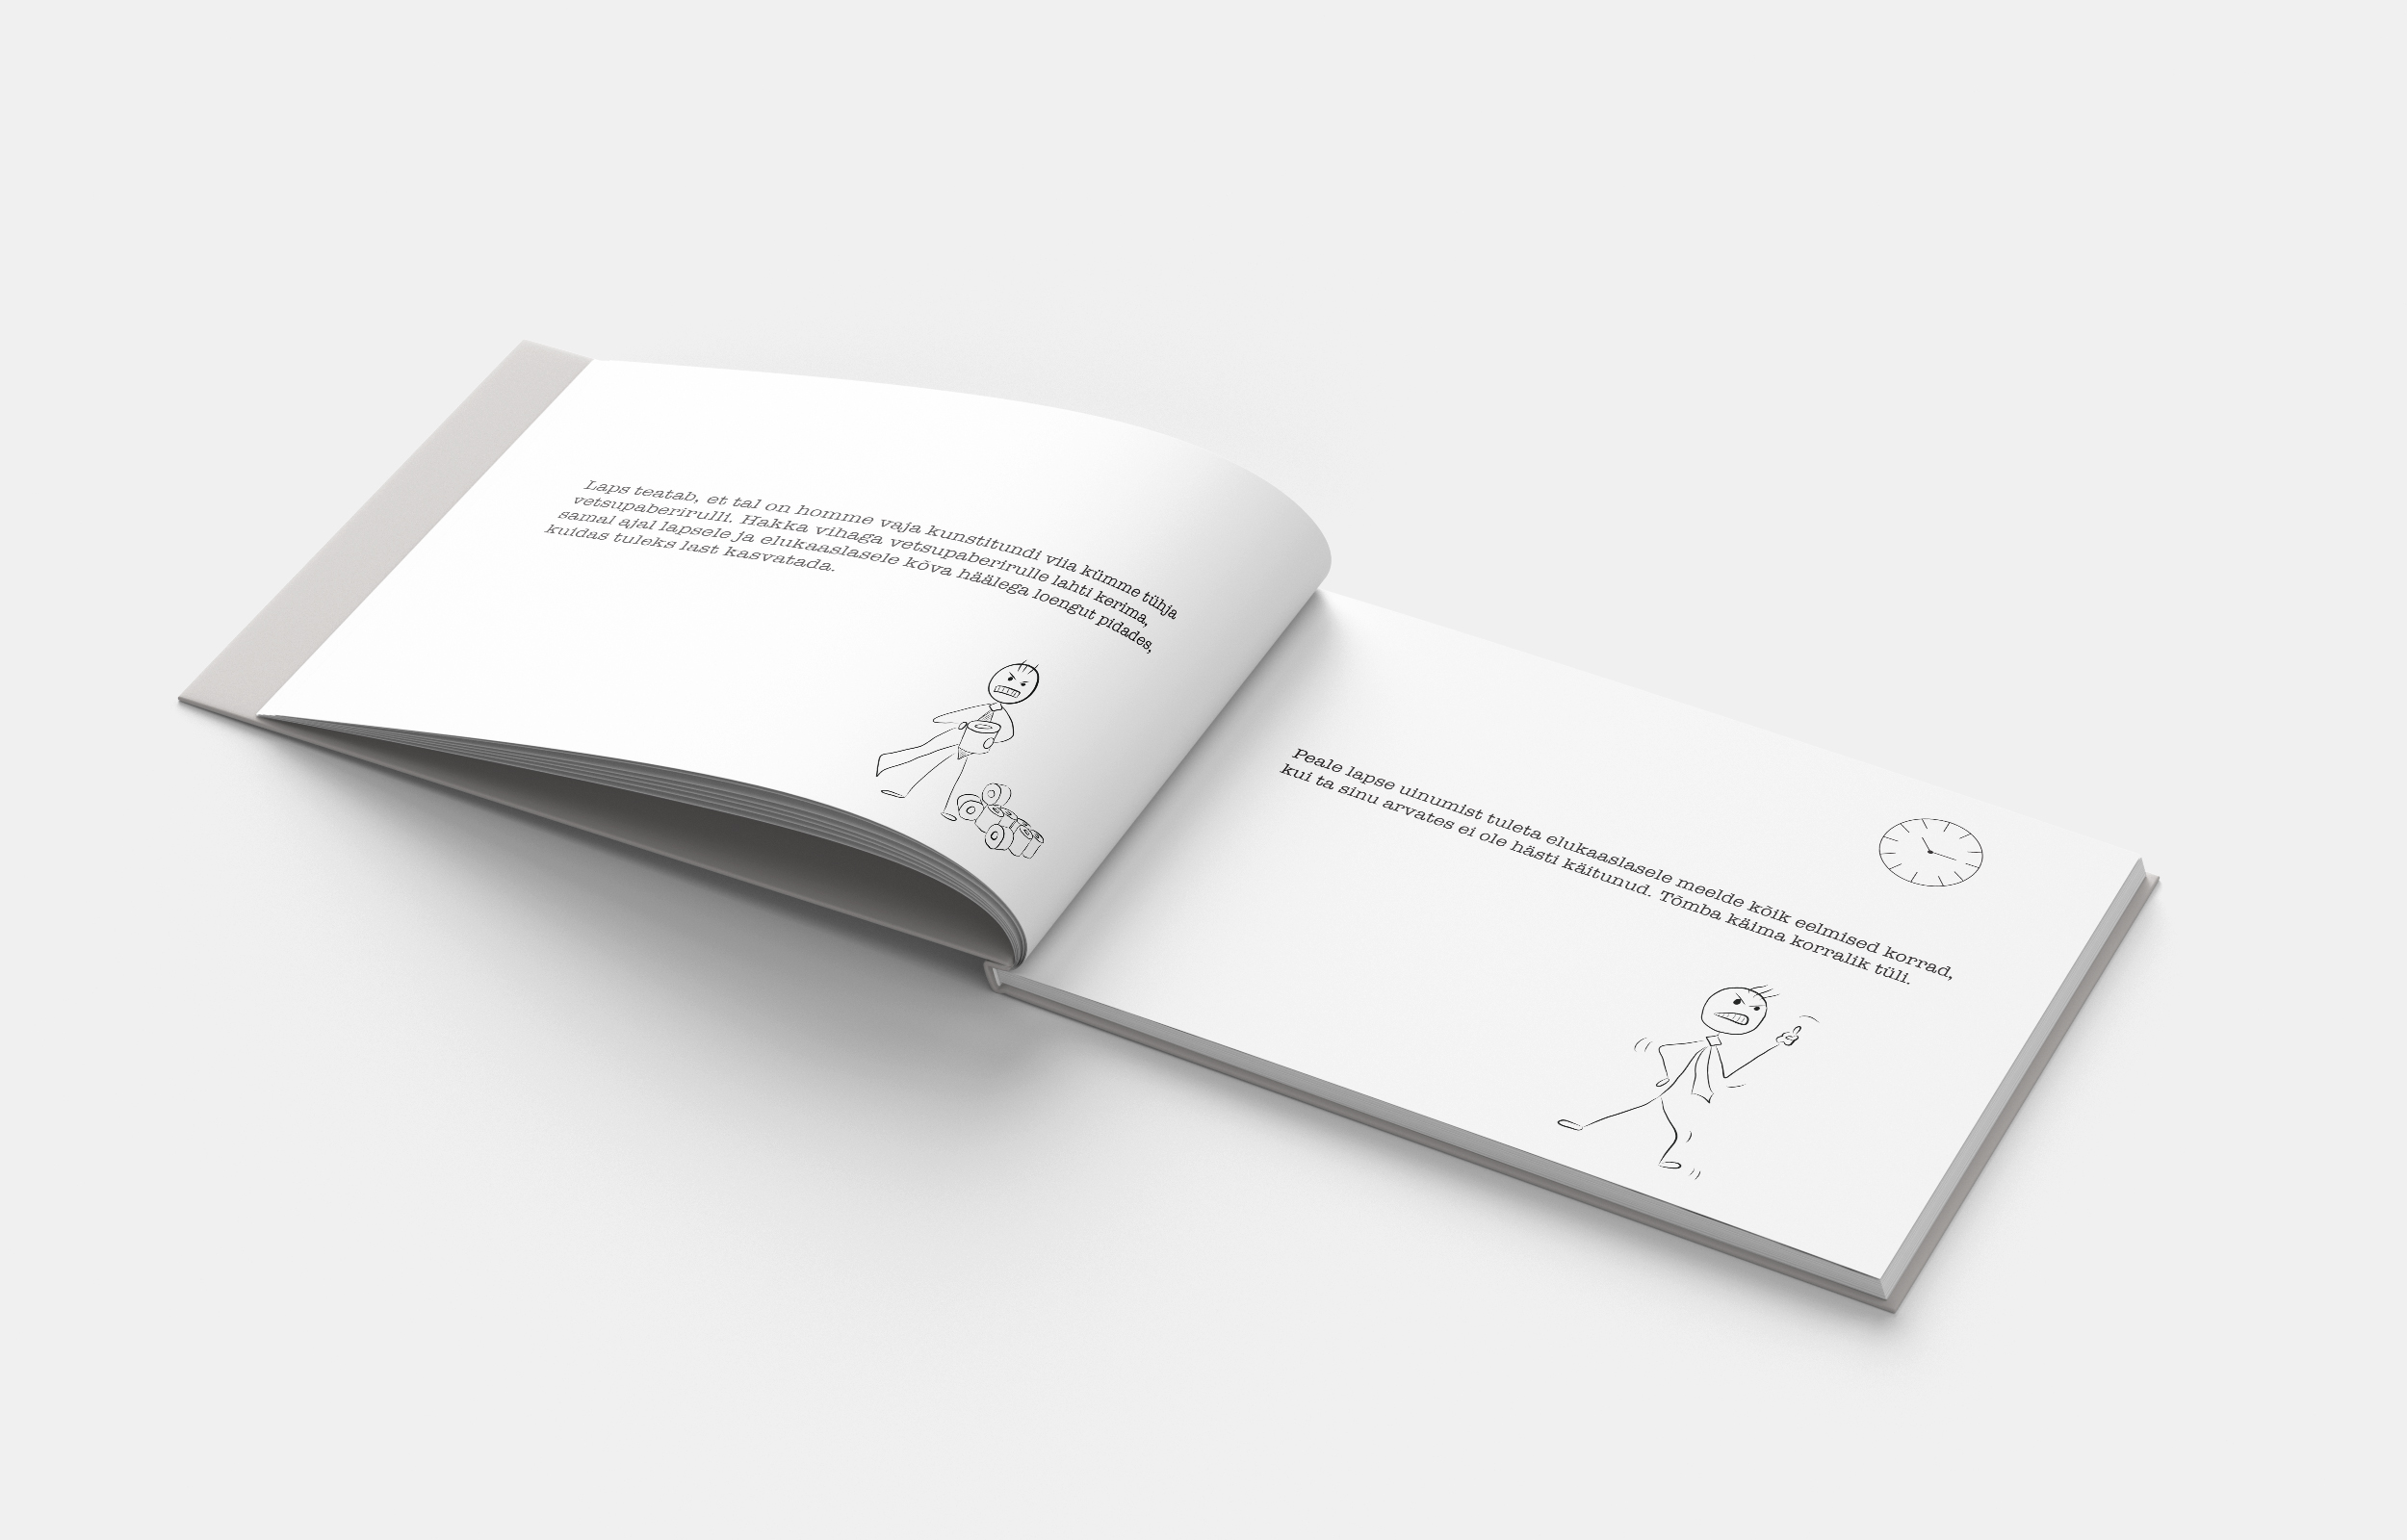 Laps teatab, et tal on homme vaja kunstitundi viia kümme tühja
vetsupaberirulli. Hakka vihaga vetsupaberirulle lahti kerima,
samal ajal lapsele ja elukaaslasele kõva häälega loengut pidades,
kuidas tuleks last kasvatada.
Peale lapse uinumist tuleta elukaaslasele meelde kõik eelmised korrad,
kui ta sinu arvates ei ole hästi käitunud. Tõmba käima korralik tüli.